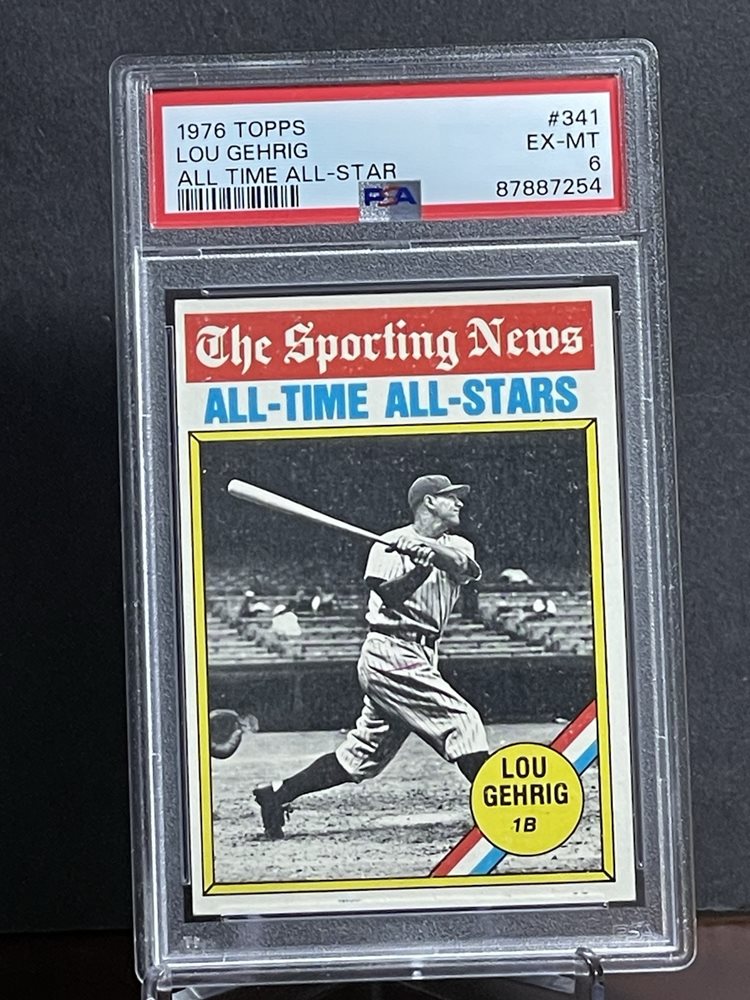 1976 TOPPS #341
LOU GEHRIG EX-MT
ALL TIME ALL-STAR 6
PSA 87887254
The Sporting News
ALL-TIME ALL-STARS
LOU
GEHRIG
1B